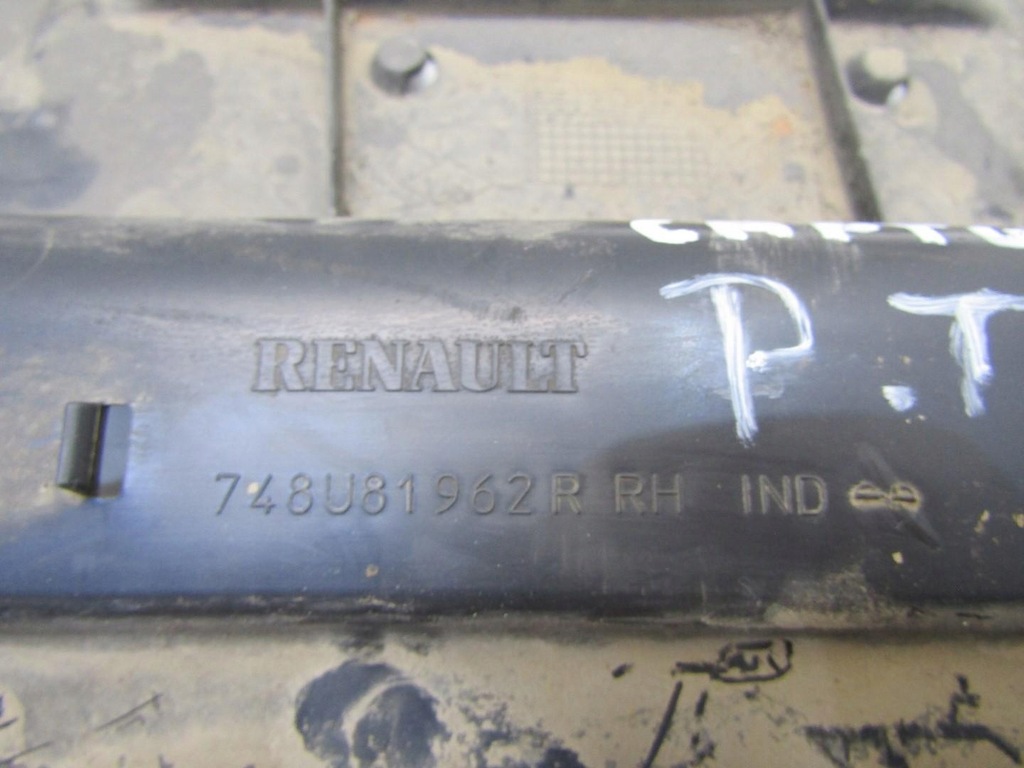 P.T
RENAULT
748U81962R RH IND